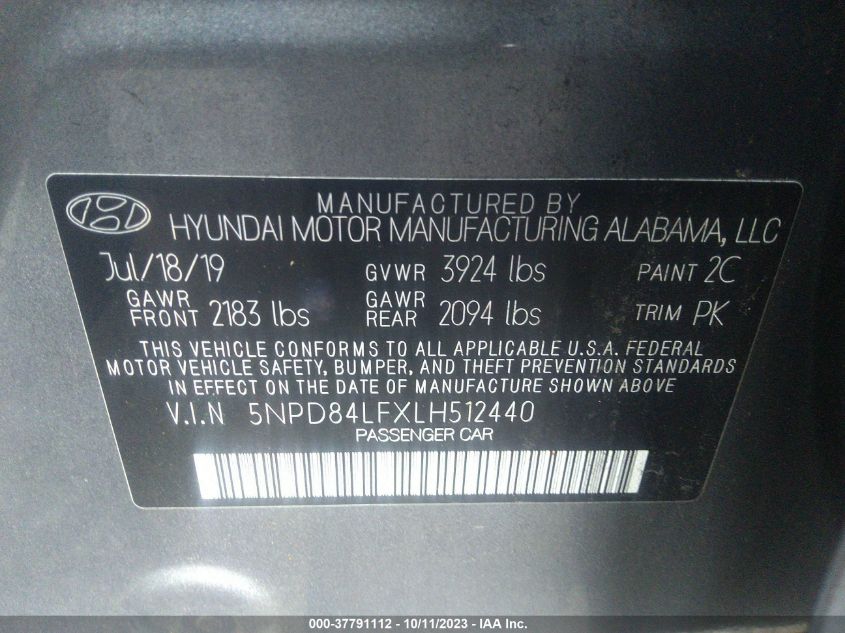 MANUFACTURED BY
HYUNDAI MOTOR MANUFACTURING ALABAMA, LLC
Jul/18/19 GVWR 3924 lbs PAINT 2C
GAWR FRONT 2183 lbs GAWR REAR 2094 lbs TRIM PK
THIS VEHICLE CONFORMS TO ALL APPLICABLE U.S.A. FEDERAL
MOTOR VEHICLE SAFETY, BUMPER, AND THEFT PREVENTION STANDARDS
IN EFFECT ON THE DATE OF MANUFACTURE SHOWN ABOVE
V.I.N 5NPD84LFXLH512440
PASSENGER CAR
000-37791112 - 10/11/2023 - IAA Inc.